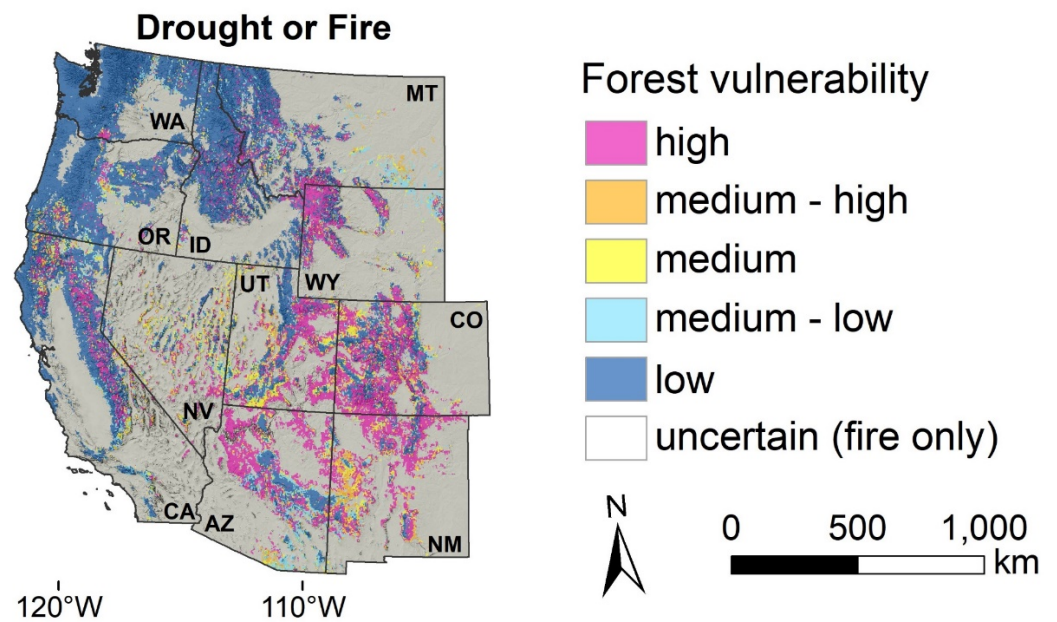 Drought or Fire
MT
WA
OR
ID
WY
UT
CO
NV
CA
AZ
NM
120°W
110°W
Forest vulnerability
high
medium - high
medium
medium - low
low
uncertain (fire only)
N
0 500 1,000
km